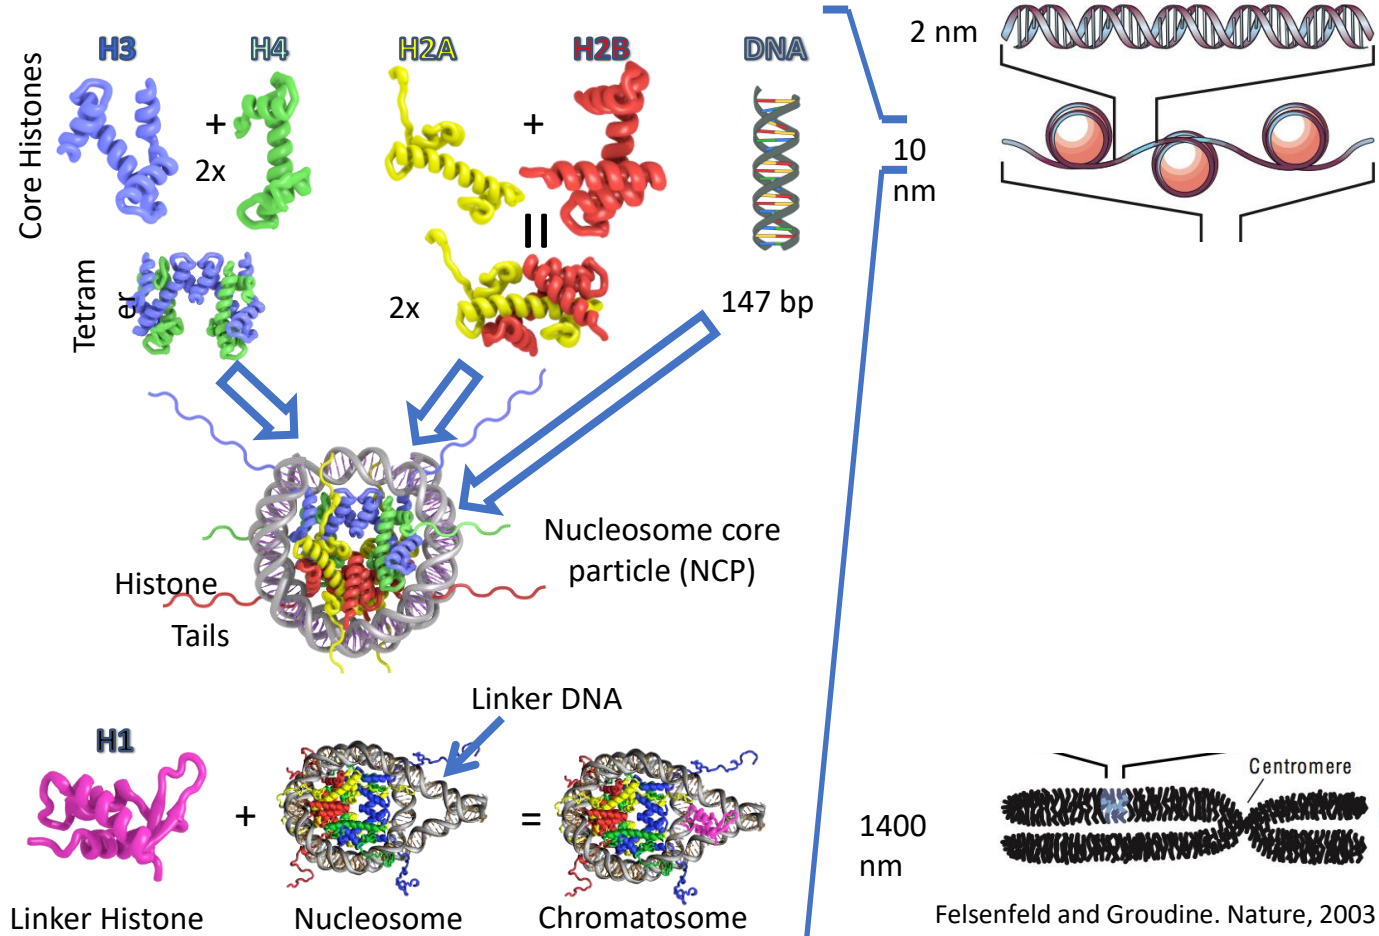 H3
H4
H2A
H2B
DNA
Core Histones
+
2x
+
=
Tetram
er
2x
147 bp
Nucleosome core
particle (NCP)
Histone
Tails
Linker DNA
H1
+
=
Linker Histone
Nucleosome
Chromatosome
2 nm
10
nm
Centromere
1400
nm
Felsenfeld and Groudine. Nature, 2003